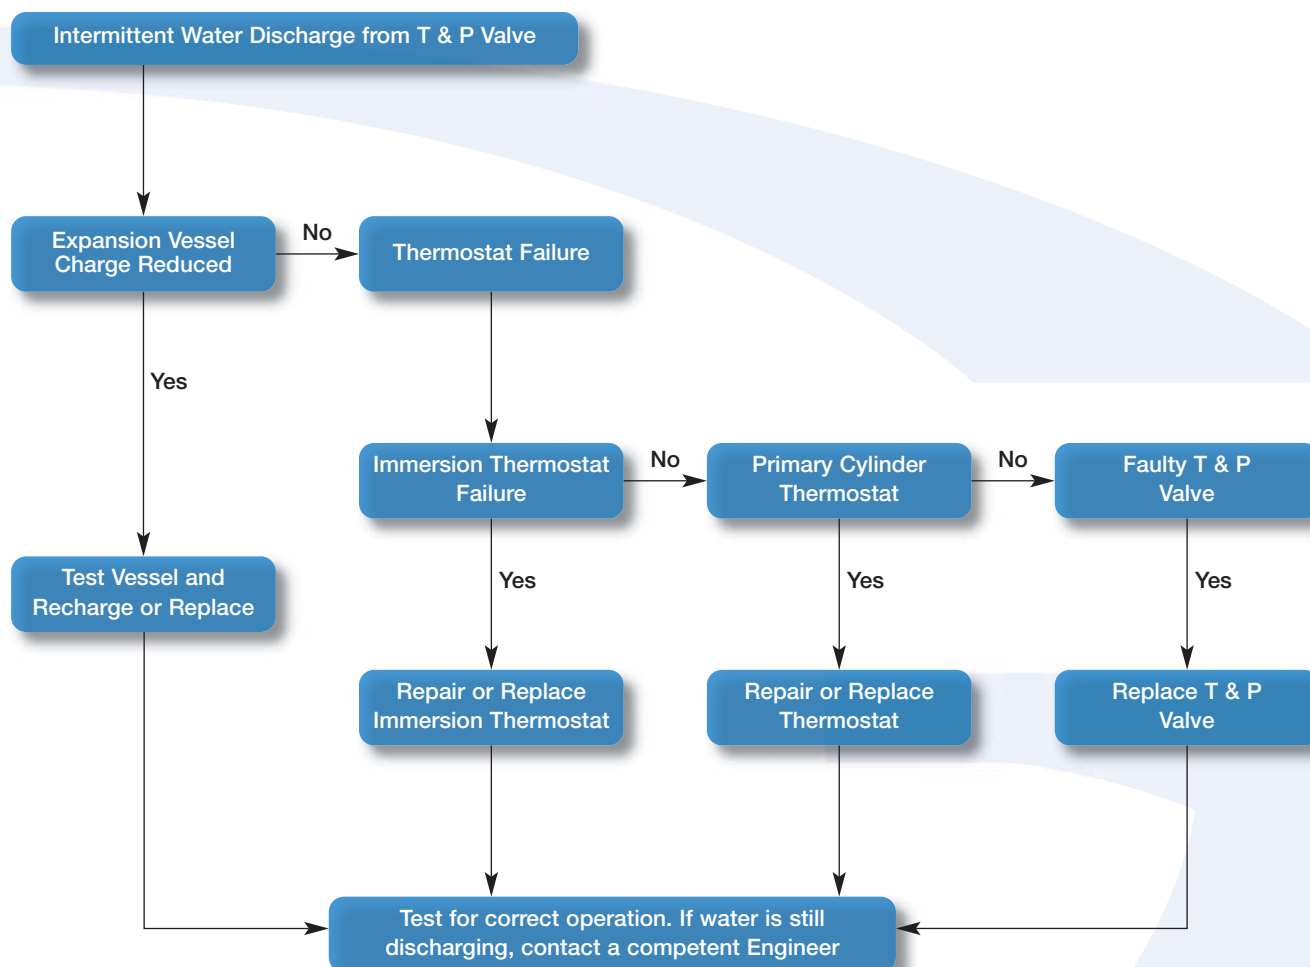 Intermittent Water Discharge from T & P Valve
Expansion Vessel
Charge Reduced
No
Thermostat Failure
Yes
Immersion Thermostat
Failure
No
Primary Cylinder
Thermostat
No
Faulty T & P
Valve
Test Vessel and
Recharge or Replace
Yes
Yes
Yes
Repair or Replace
Immersion Thermostat
Repair or Replace
Thermostat
Replace T & P
Valve
Test for correct operation. If water is still
discharging, contact a competent Engineer